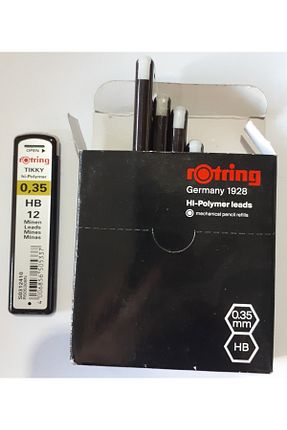 OPEN
rotring
TIKKY
hi-Polymer
0,35
HB
12
Minen
Leads
Mines
Minas
S0312410
rotring
Germany 1928
Hi-Polymer leads
mechanical pencil refills
0.35
mm
HB